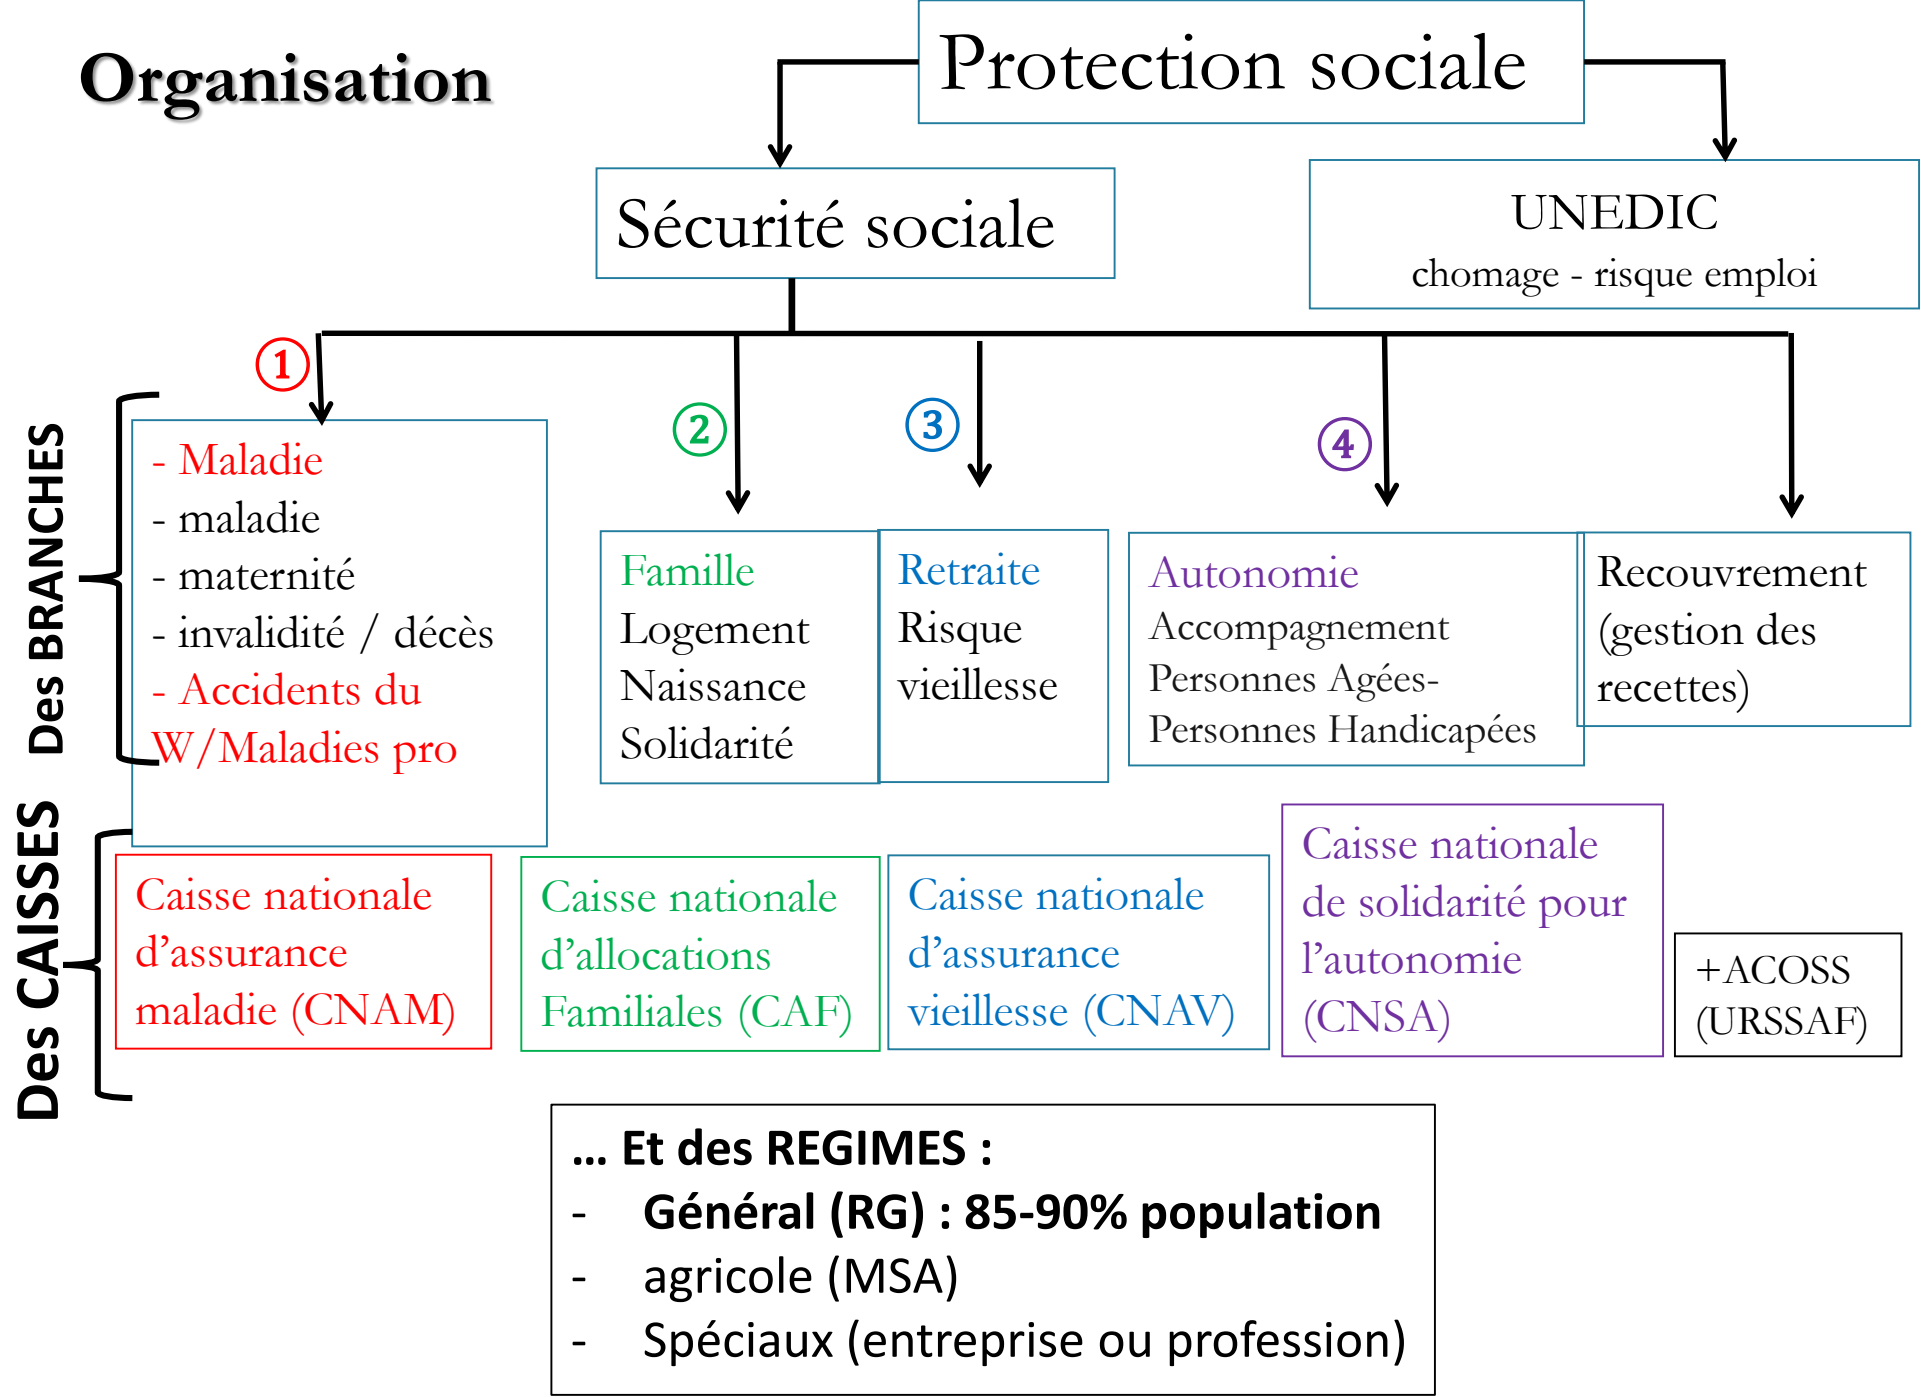 Organisation
Protection sociale
Sécurité sociale
UNEDIC
chomage - risque emploi
Des BRANCHES
①
- Maladie
- maladie
- maternité
- invalidité / décès
- Accidents du
W/Maladies pro
②
Famille
Logement
Naissance
Solidarité
③
Retraite
Risque
vieillesse
④
Autonomie
Accompagnement
Personnes Agées-
Personnes Handicapées
Recouvrement
(gestion des
recettes)
Des CAISSES
Caisse nationale
d’assurance
maladie (CNAM)
Caisse nationale
d’allocations
Familiales (CAF)
Caisse nationale
d’assurance
vieillesse (CNAV)
Caisse nationale
de solidarité pour
l’autonomie
(CNSA)
+ACOSS
(URSSAF)
... Et des REGIMES :
- Général (RG) : 85-90% population
- agricole (MSA)
- Spéciaux (entreprise ou profession)